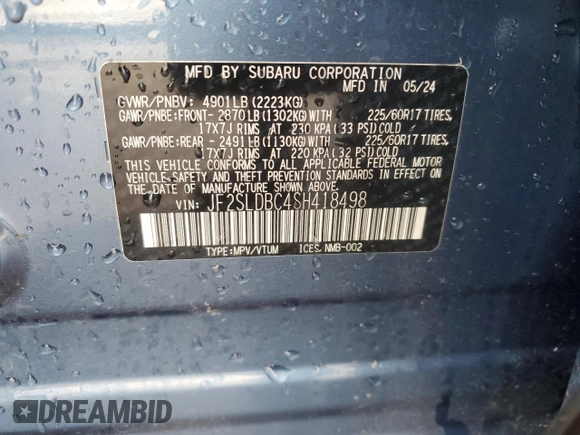 MFD BY SUBARU CORPORATION
MFD IN 05/24
GVWR/PNBV: 4901LB(2223KG)
GAWR/PNBE:FRONT- 2870LB(1302KG)WITH 225/60R17 TIRES,
17X7J RIMS AT 230 KPA(33 PSI)COLD
GAWR/PNBE:REAR - 2491LB(1130KG)WITH 225/60R17 TIRES,
17X7J RIMS AT 220 KPA(32 PSI)COLD
THIS VEHICLE CONFORMS TO ALL APPLICABLE FEDERAL MOTOR
VEHICLE SAFETY AND THEFT PREVENTION STANDARDS IN EFFECT
ON THE DATE OF MANUFACTURE SHOWN ABOVE.
VIN: JF2SLDBC4SH418498
TYPE:MPV/VTUM ICES, NMB-002
DREAMBID